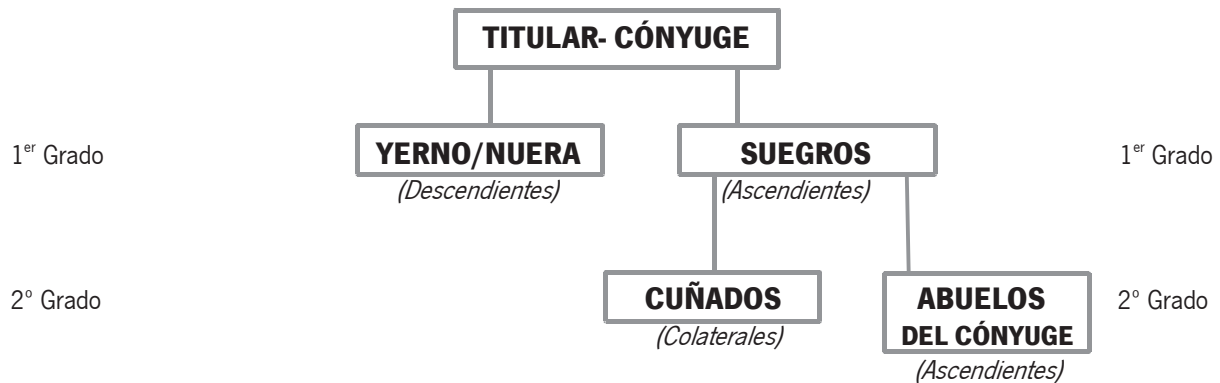 TITULAR- CÓNYUGE
1er Grado
YERNO/NUERA
(Descendientes)
SUEGROS
(Ascendientes)
1er Grado
2º Grado
CUÑADOS
(Colaterales)
ABUELOS
DEL CÓNYUGE
(Ascendientes)
2º Grado